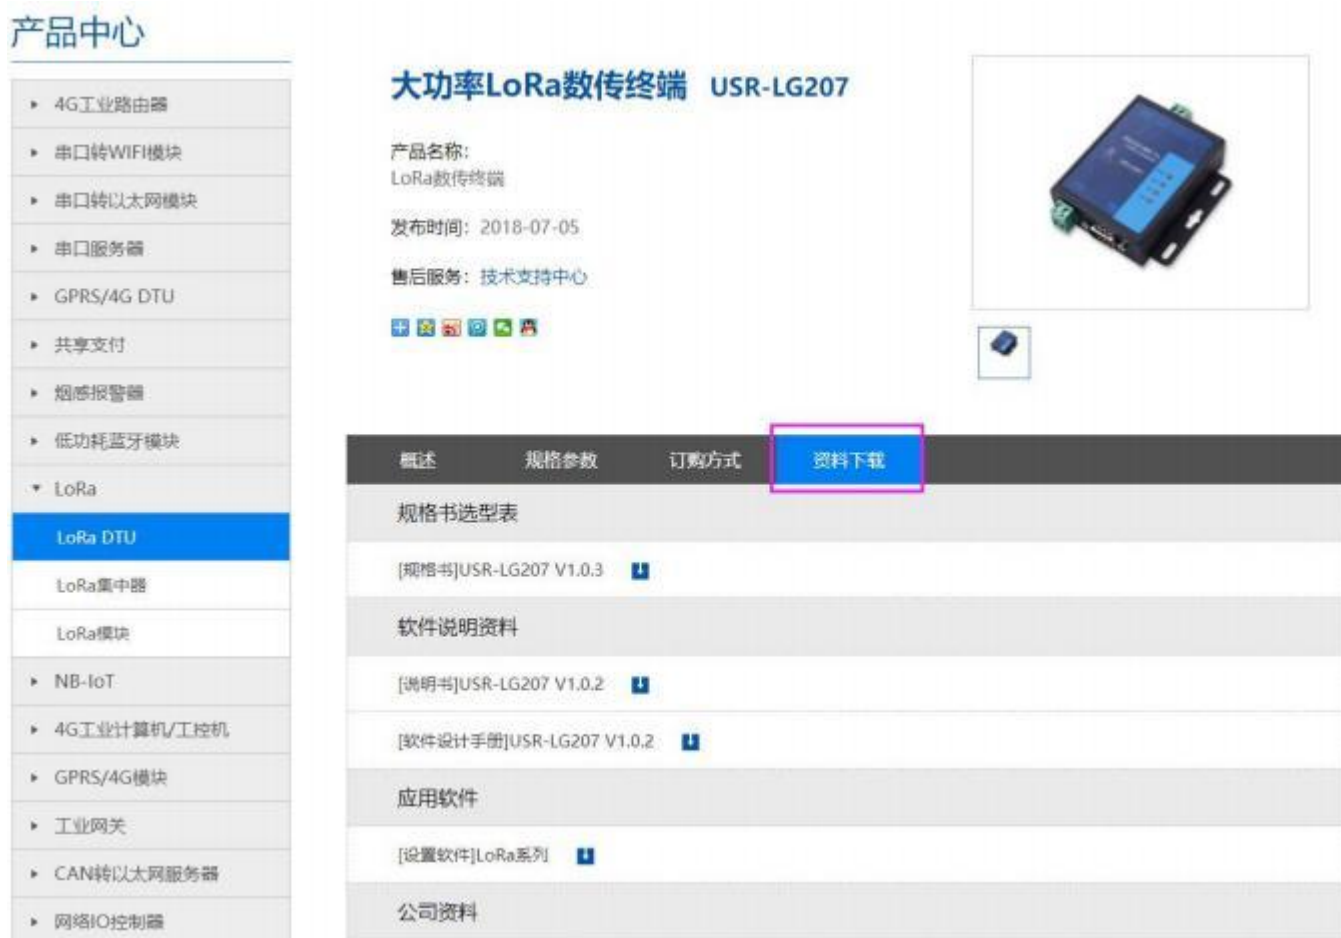 产品中心
4G工业路由器
串口转WIFI模块
串口转以太网模块
串口服务器
GPRS/4G DTU
共享支付
烟感报警器
低功耗蓝牙模块
LoRa
LoRa DTU
LoRa集中器
LoRa模块
NB-IoT
4G工业计算机/工控机
GPRS/4G模块
工业网关
CAN转以太网服务器
网络IO控制器
大功率LoRa数传终端 USR-LG207
产品名称:
LoRa数传终端
发布时间: 2018-07-05
售后服务: 技术支持中心
概述 规格参数 订购方式 资料下载
规格书选型表
[规格书]USR-LG207 V1.0.3
软件说明资料
[说明书]USR-LG207 V1.0.2
[软件设计手册]USR-LG207 V1.0.2
应用软件
[设置软件]LoRa系列
公司资料